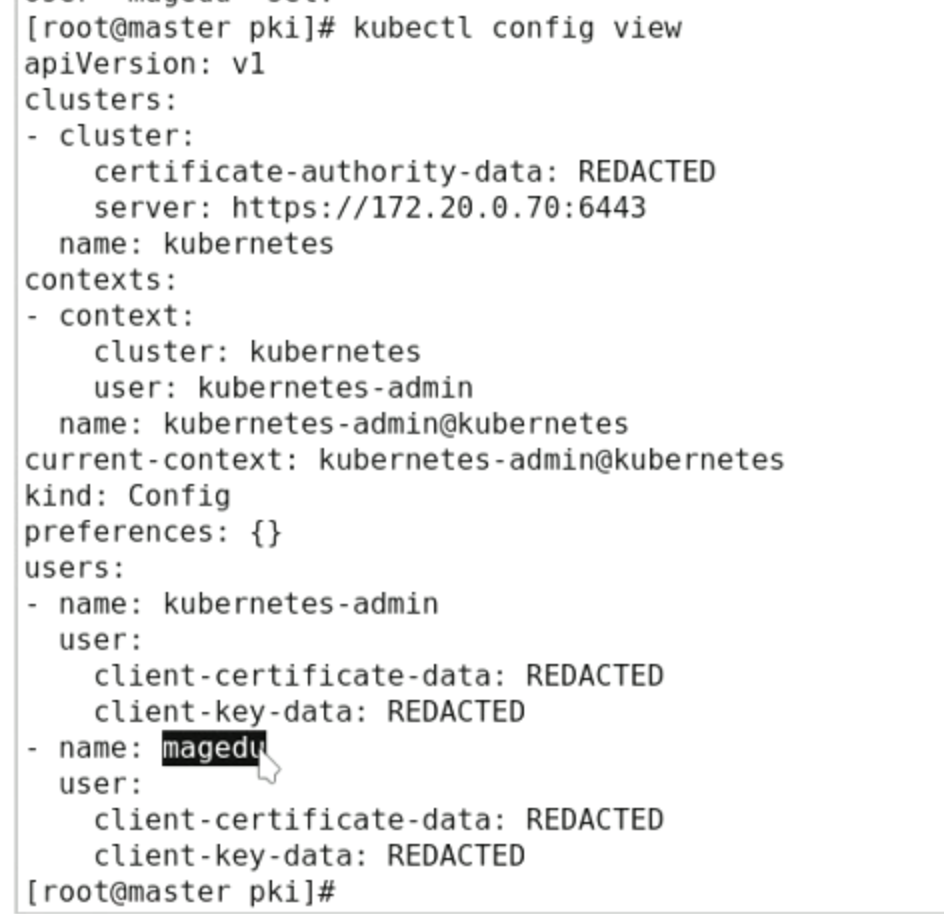 [root@master pki]# kubectl config view
apiVersion: v1
clusters:
- cluster:
    certificate-authority-data: REDACTED
    server: https://172.20.0.70:6443
  name: kubernetes
contexts:
- context:
    cluster: kubernetes
    user: kubernetes-admin
  name: kubernetes-admin@kubernetes
current-context: kubernetes-admin@kubernetes
kind: Config
preferences: {}
users:
- name: kubernetes-admin
  user:
    client-certificate-data: REDACTED
    client-key-data: REDACTED
- name: magedu
  user:
    client-certificate-data: REDACTED
    client-key-data: REDACTED
[root@master pki]#